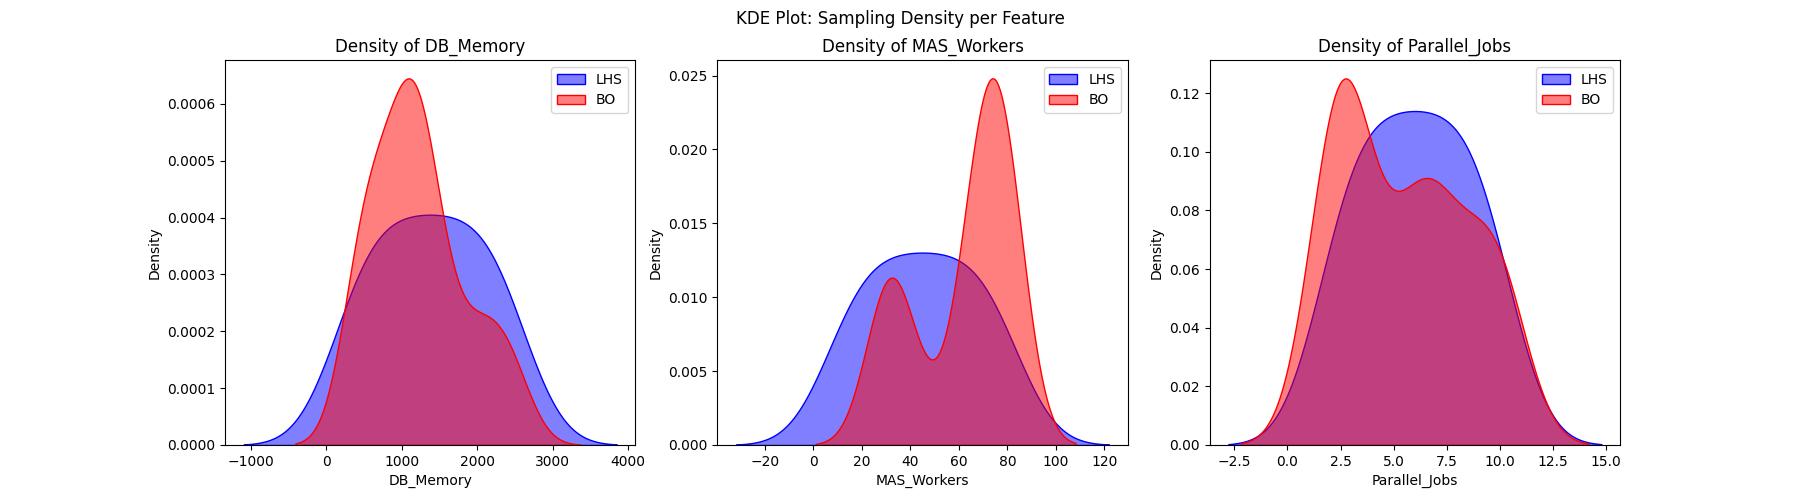 KDE Plot: Sampling Density per Feature
Density of DB_Memory
LHS
BO
0.0006
0.0005
0.0004
0.0003
0.0002
0.0001
0.0000
Density
−1000 0 1000 2000 3000 4000
DB_Memory
Density of MAS_Workers
LHS
BO
0.025
0.020
0.015
0.010
0.005
0.000
Density
−20 0 20 40 60 80 100 120
MAS_Workers
Density of Parallel_Jobs
LHS
BO
0.12
0.10
0.08
0.06
0.04
0.02
0.00
Density
−2.5 0.0 2.5 5.0 7.5 10.0 12.5 15.0
Parallel_Jobs